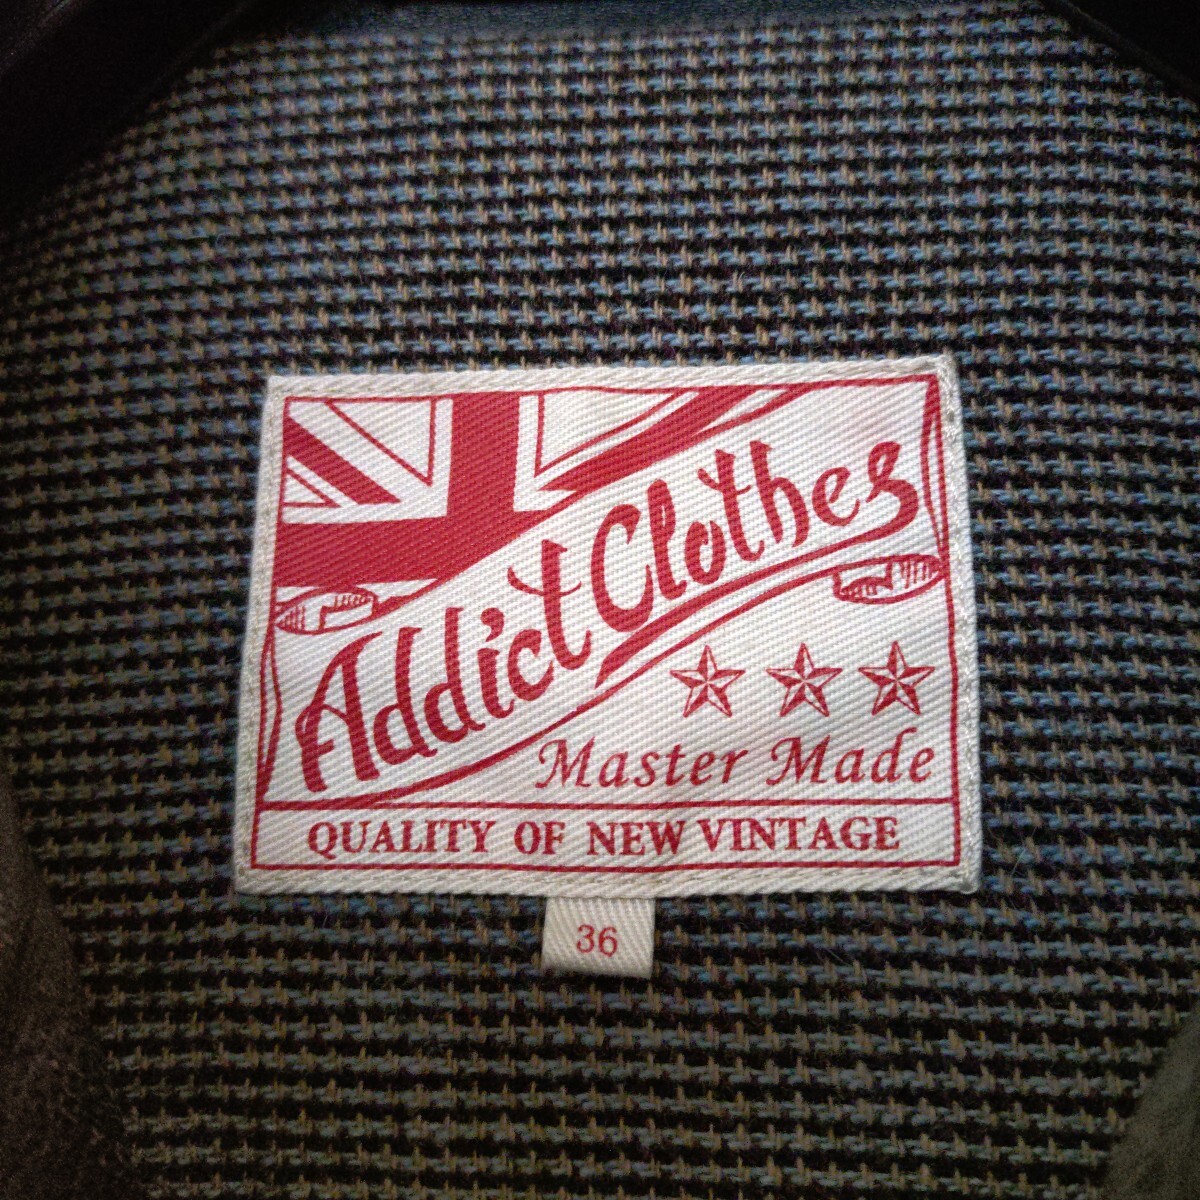 Addict Clothes
Master Made
QUALITY OF NEW VINTAGE
36